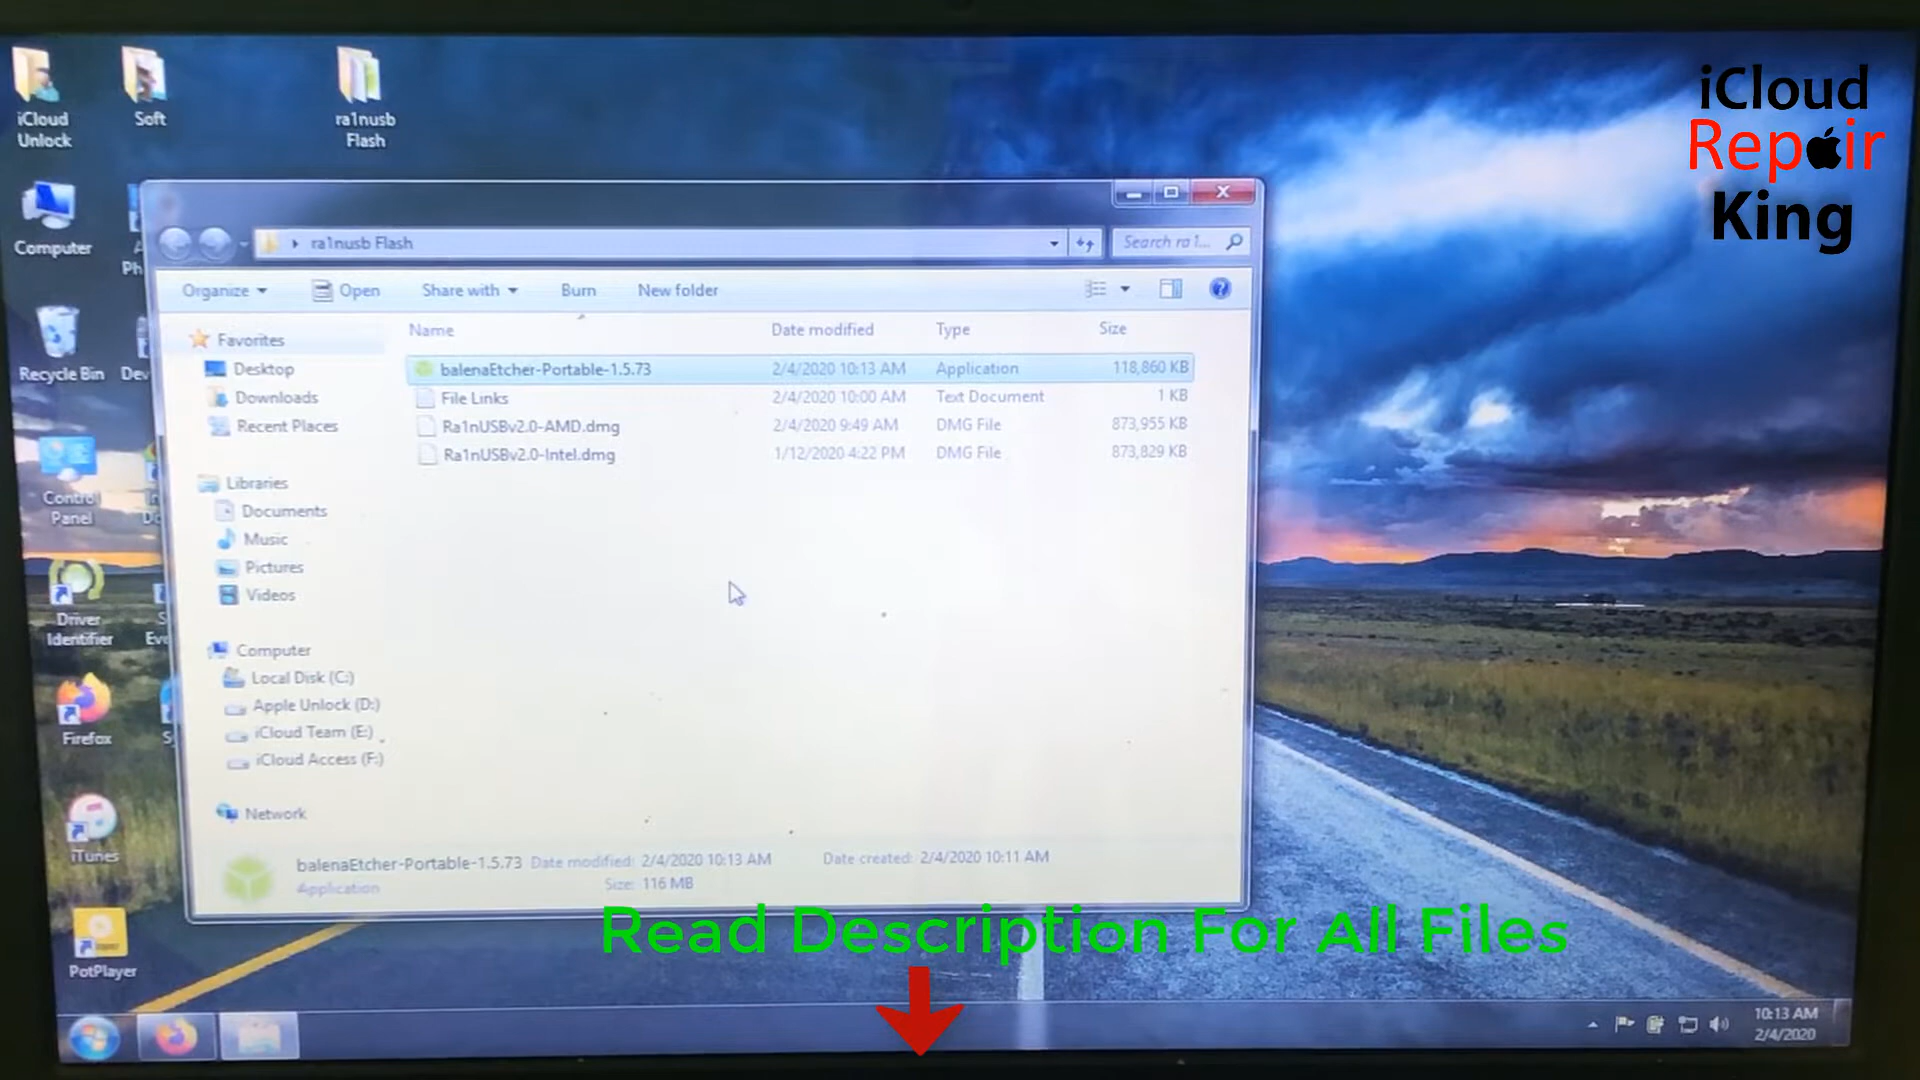 iCloud
Unlock
Soft
ra1nusb
Flash
iCloud
Repair
King
Computer
Ph
ra1nusb Flash
Search ra1...
Organize
Open
Share with
Burn
New folder
Name
Date modified
Type
Size
Favorites
Desktop
Downloads
Recent Places
balenaEtcher-Portable-1.5.73 2/4/2020 10:13 AM Application 118,860 KB
File Links 2/4/2020 10:00 AM Text Document 1 KB
Ra1nUSBv2.0-AMD.dmg 2/4/2020 9:49 AM DMG File 873,955 KB
Ra1nUSBv2.0-Intel.dmg 1/12/2020 4:22 PM DMG File 873,829 KB
Recycle Bin
Dev
Libraries
Documents
Music
Pictures
Videos
Control
Panel
Computer
Local Disk (C:)
Apple Unlock (D:)
iCloud Team (E:)
iCloud Access (F:)
Network
Driver
Identifier
Eve
Firefox
iTunes
PotPlayer
balenaEtcher-Portable-1.5.73 Date modified: 2/4/2020 10:13 AM Date created: 2/4/2020 10:11 AM
Application Size: 116 MB
Read Description For All Files
10:13 AM
2/4/2020